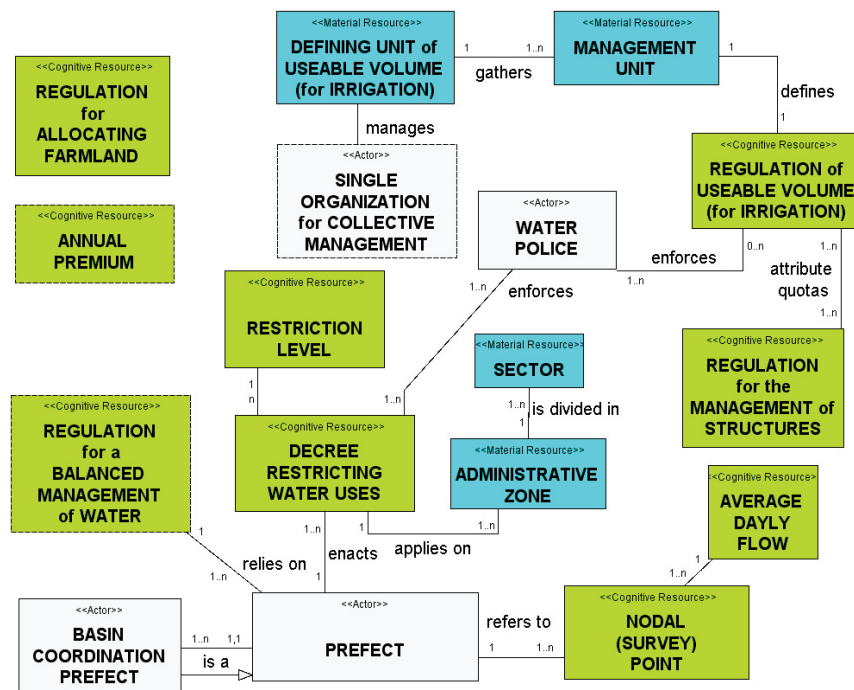 <<Cognitive Resource>>
REGULATION
for
ALLOCATING
FARMLAND
<<Material Resource>>
DEFINING UNIT of
USEABLE VOLUME
(for IRRIGATION)
1
1..n
gathers
<<Material Resource>>
MANAGEMENT
UNIT
1
defines
1
manages
<<Actor>>
SINGLE
ORGANIZATION
for COLLECTIVE
MANAGEMENT
<<Cognitive Resource>>
REGULATION of
USEABLE VOLUME
(for IRRIGATION)
<<Cognitive Resource>>
ANNUAL
PREMIUM
<<Actor>>
WATER
POLICE
0..n
enforces
1..n
1..n
attribute
quotas
1..n
1..n
enforces
1..n
<<Cognitive Resource>>
RESTRICTION
LEVEL
1
n
<<Material Resource>>
SECTOR
1..n
is divided in
1
<<Cognitive Resource>>
REGULATION
for the
MANAGEMENT of
STRUCTURES
<<Cognitive Resource>>
REGULATION
for a
BALANCED
MANAGEMENT
of WATER
<<Cognitive Resource>>
DECREE
RESTRICTING
WATER USES
<<Material Resource>>
ADMINISTRATIVE
ZONE
<<Cognitive Resource>>
AVERAGE
DAYLY
FLOW
1
relies on
1..n
1..n
enacts
1
1
applies on
1..n
1
1..n
<<Actor>>
BASIN
COORDINATION
PREFECT
1..n
1,1
is a
<<Actor>>
PREFECT
refers to
1
1..n
<<Cognitive Resource>>
NODAL
(SURVEY)
POINT